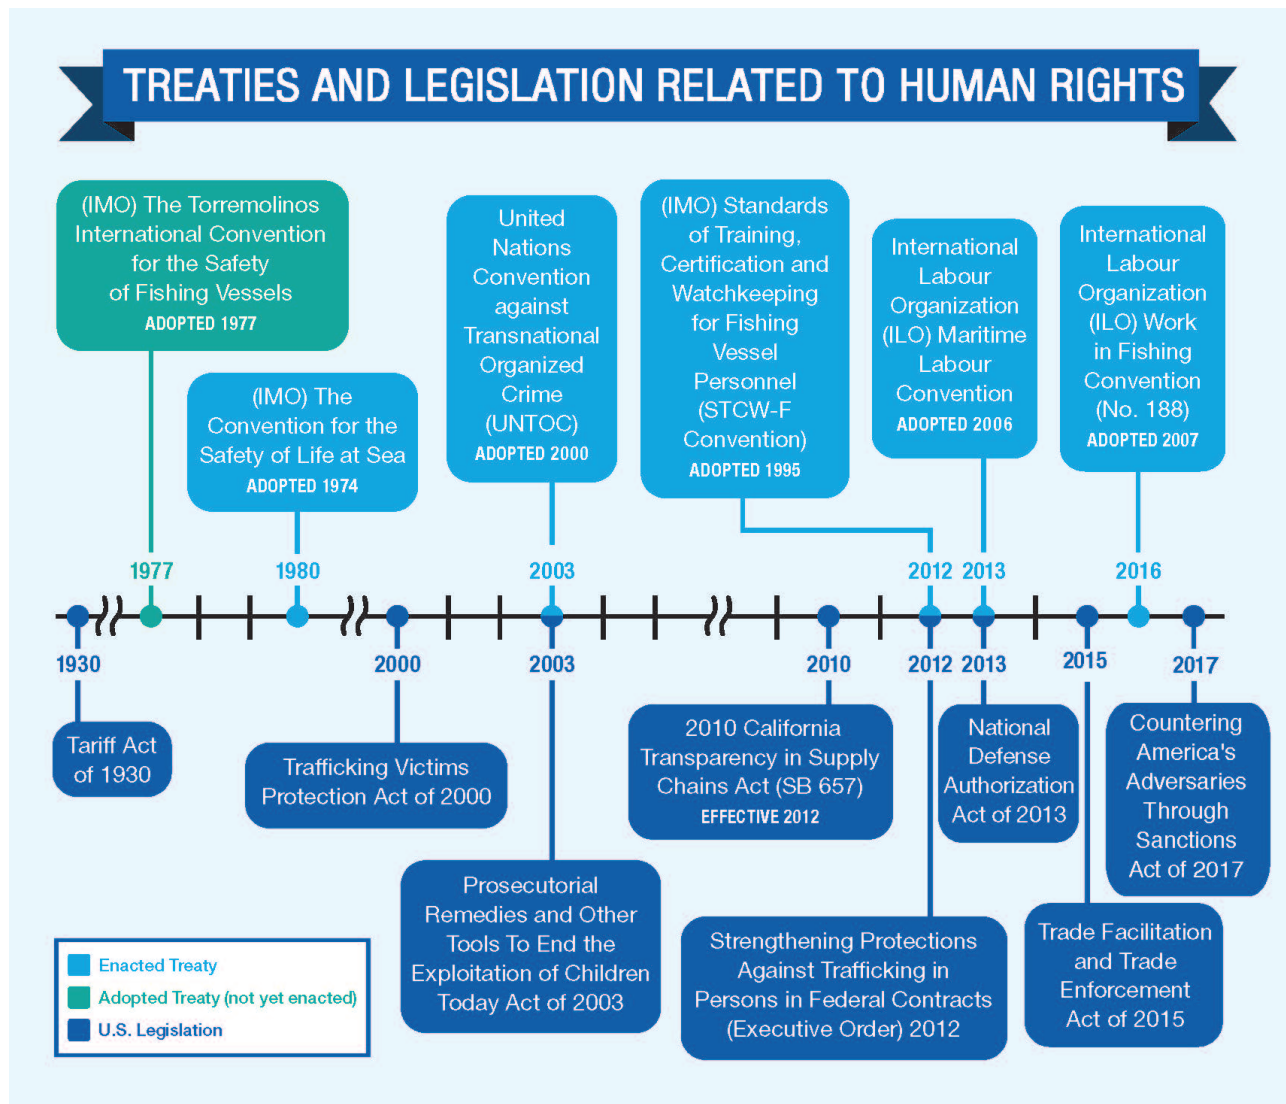 TREATIES AND LEGISLATION RELATED TO HUMAN RIGHTS
(IMO) The Torremolinos
International Convention
for the Safety
of Fishing Vessels
ADOPTED 1977
(IMO) The
Convention for the
Safety of Life at Sea
ADOPTED 1974
United
Nations
Convention
against
Transnational
Organized
Crime
(UNTOC)
ADOPTED 2000
(IMO) Standards
of Training,
Certification and
Watchkeeping
for Fishing
Vessel
Personnel
(STCW-F
Convention)
ADOPTED 1995
International
Labour
Organization
(ILO) Maritime
Labour
Convention
ADOPTED 2006
International
Labour
Organization
(ILO) Work
in Fishing
Convention
(No. 188)
ADOPTED 2007
1977
1980
2003
2012
2013
2016
1930
2000
2003
2010
2012
2013
2015
2017
Tariff Act
of 1930
Trafficking Victims
Protection Act of 2000
Prosecutorial
Remedies and Other
Tools To End the
Exploitation of Children
Today Act of 2003
2010 California
Transparency in Supply
Chains Act (SB 657)
EFFECTIVE 2012
Strengthening Protections
Against Trafficking in
Persons in Federal Contracts
(Executive Order) 2012
National
Defense
Authorization
Act of 2013
Trade Facilitation
and Trade
Enforcement
Act of 2015
Countering
America's
Adversaries
Through
Sanctions
Act of 2017
Enacted Treaty
Adopted Treaty (not yet enacted)
U.S. Legislation